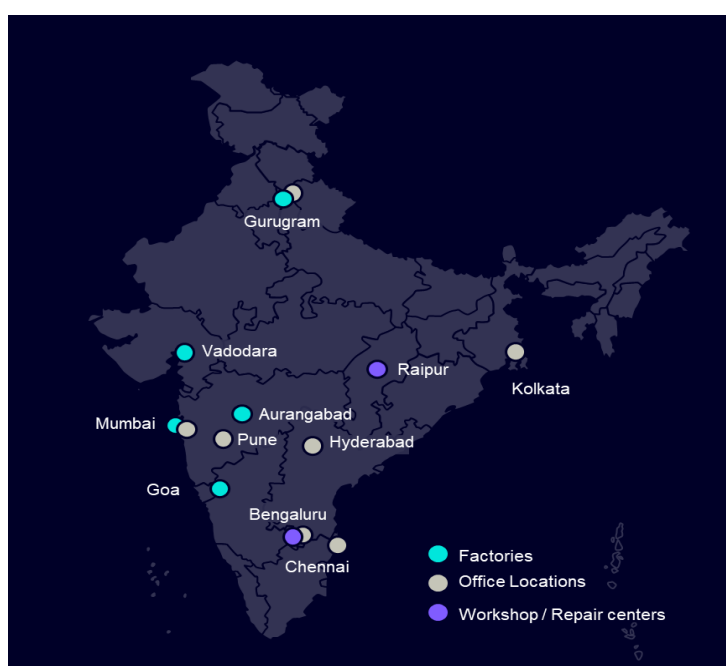 Gurugram
Vadodara
Raipur
Kolkata
Mumbai
Aurangabad
Pune
Hyderabad
Goa
Bengaluru
Chennai
Factories
Office Locations
Workshop / Repair centers